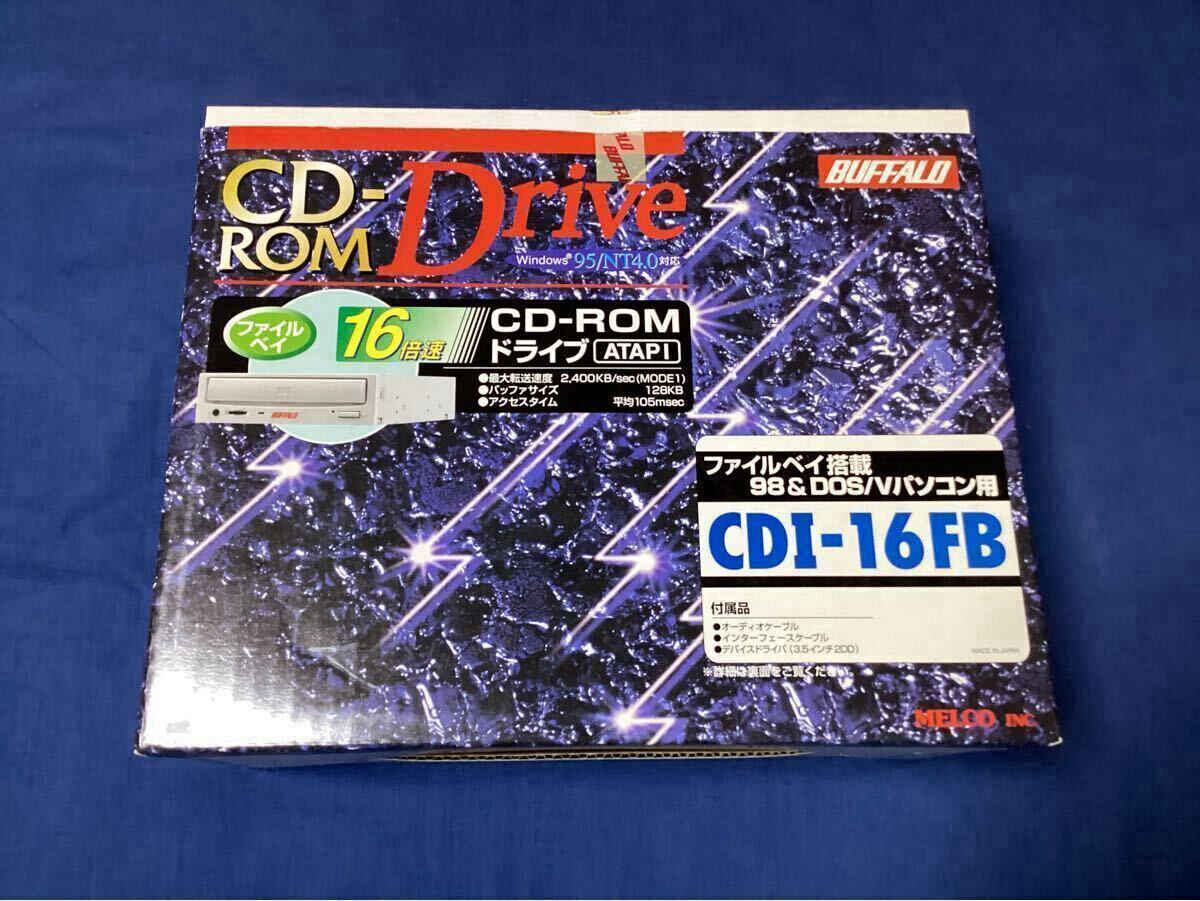 CD-ROM Drive
BUFFALO
BUFFALO
Windows® 95/NT4.0対応
ファイルベイ
16倍速
CD-ROM
ドライブ ATAPI
●最大転送速度 2,400KB/sec(MODE1)
●バッファサイズ 128KB
●アクセスタイム 平均105msec
BUFFALO
ファイルベイ搭載
98&DOS/Vパソコン用
CDI-16FB
付属品
●オーディオケーブル
●インターフェースケーブル
●デバイスドライバ(3.5インチ2DD)
MADE IN JAPAN
※詳細は裏面をご覧ください。
MELCO INC.